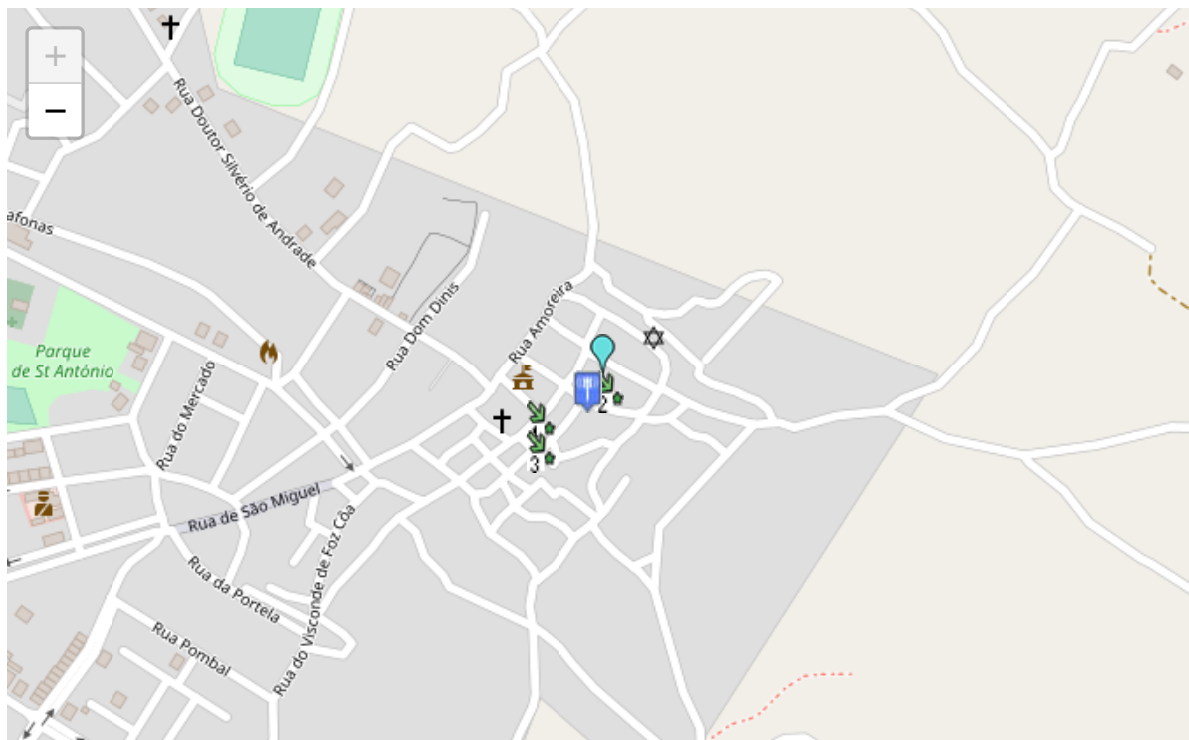 +
−
Rua Doutor Silvério de Andrade
afonas
Rua Dom Dinis
Rua Amoreira
Parque
de St António
Rua do Mercado
2
3
Rua de São Miguel
Rua do Visconde de Foz Côa
Rua da Portela
Rua Pombal